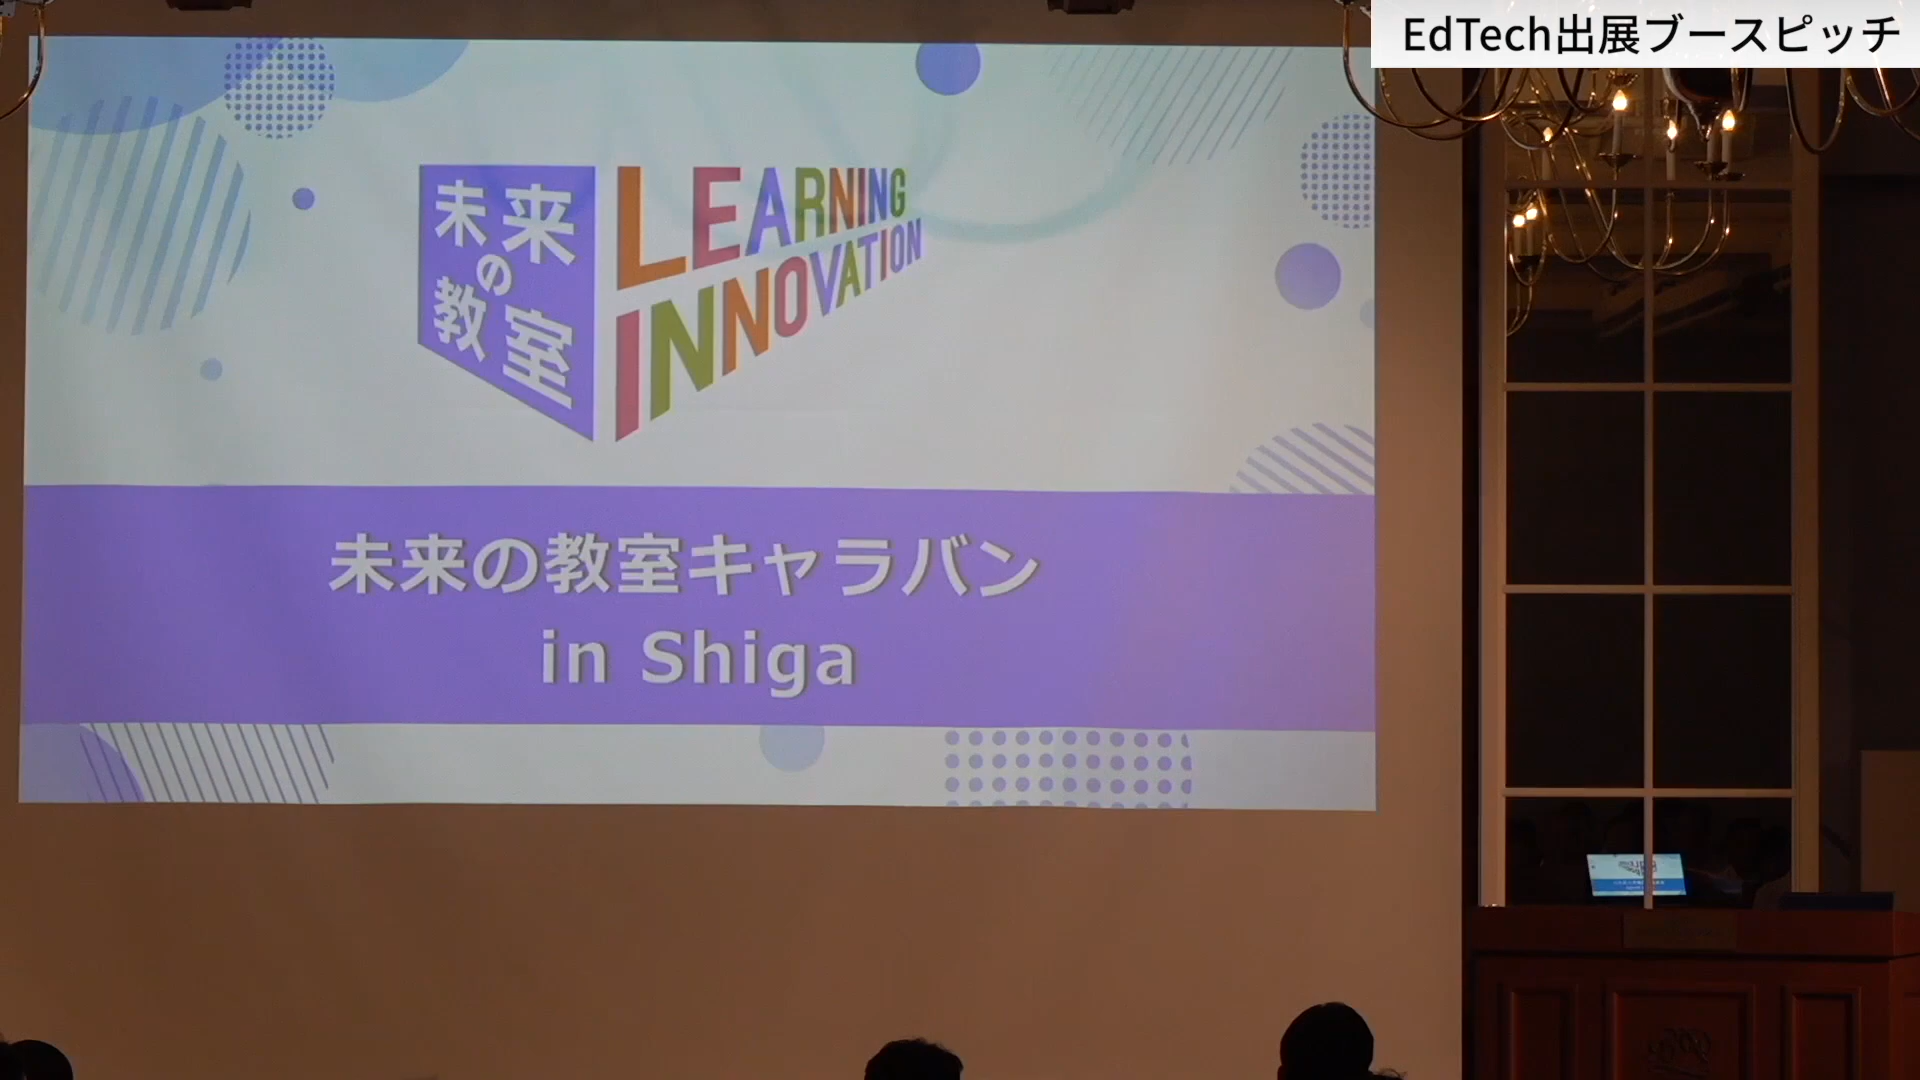 EdTech出展ブースピッチ
未来
の
教室
LEARNING
INNOVATION
未来の教室キャラバン
in Shiga